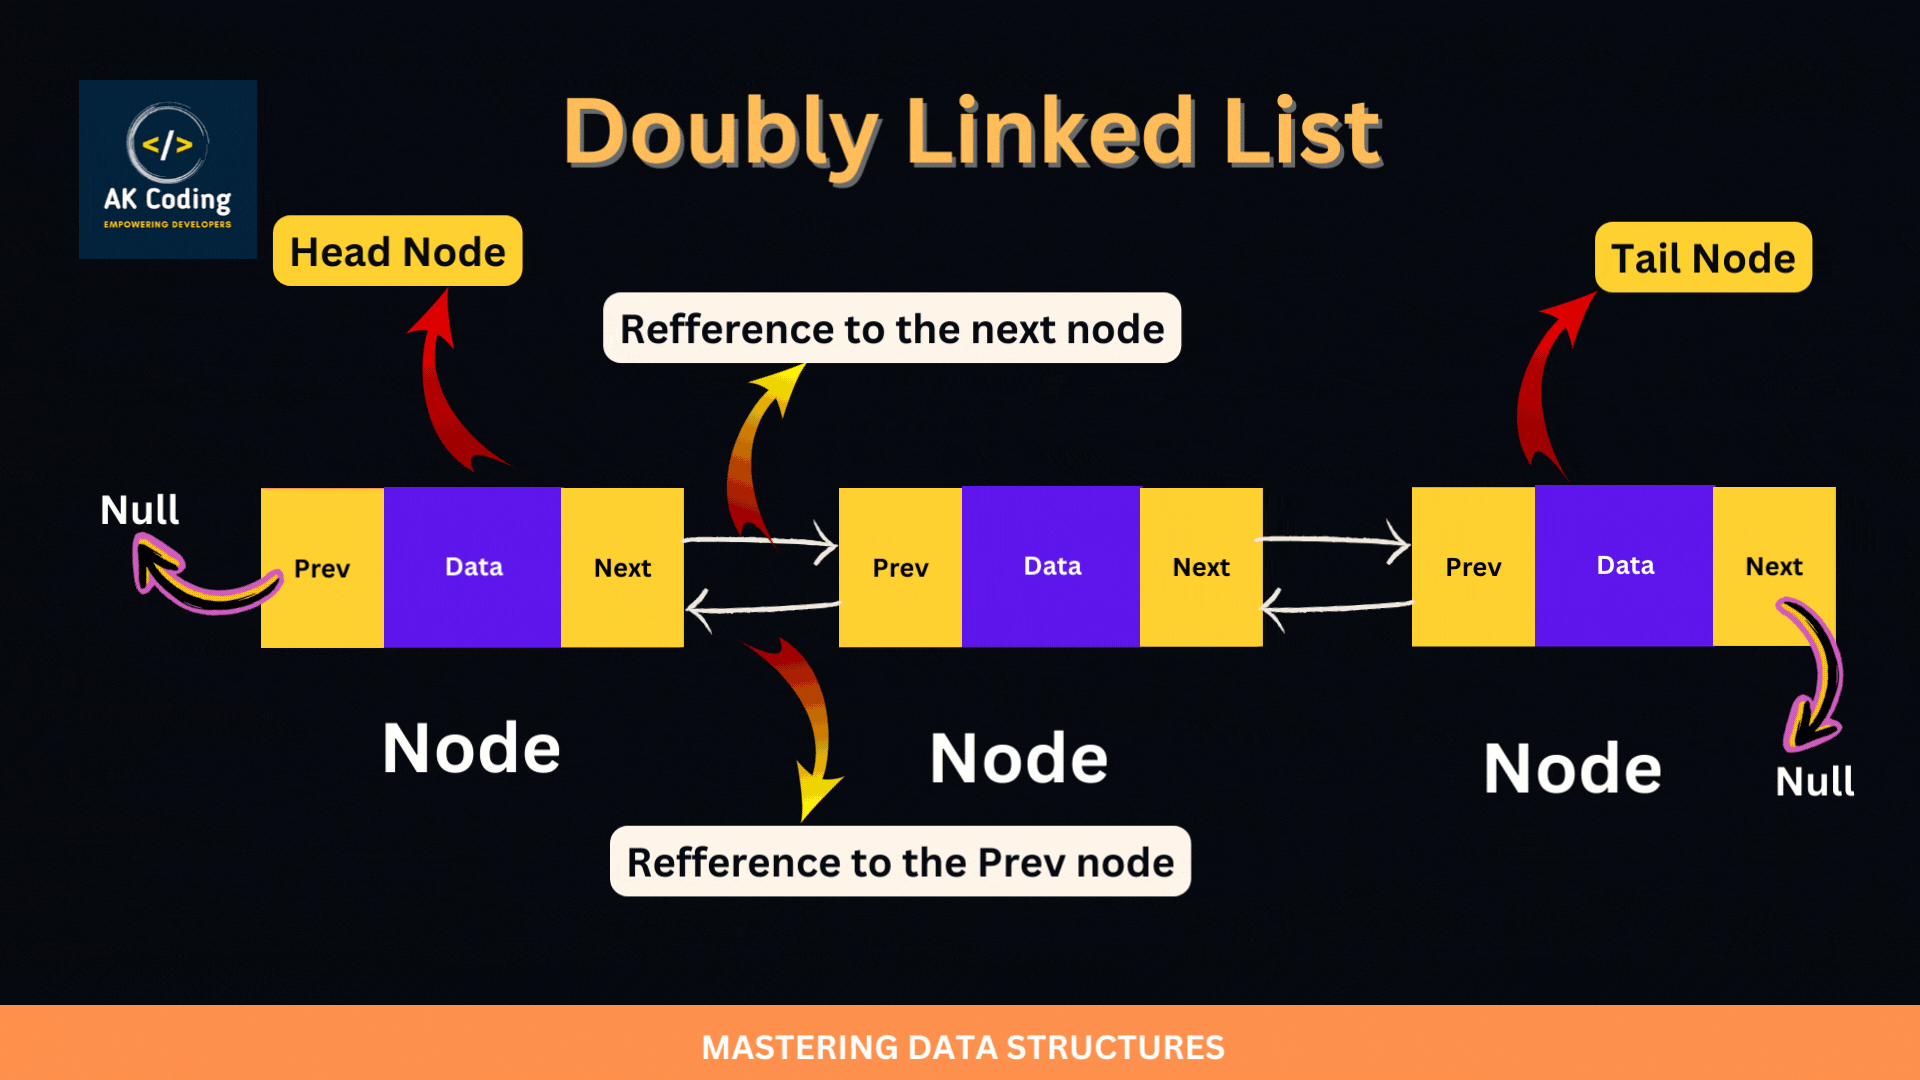 Doubly Linked List
</>
AK Coding
EMPOWERING DEVELOPERS
Head Node
Tail Node
Refference to the next node
Null
Prev
Data
Next
Prev
Data
Next
Prev
Data
Next
Node
Node
Node
Null
Refference to the Prev node
MASTERING DATA STRUCTURES